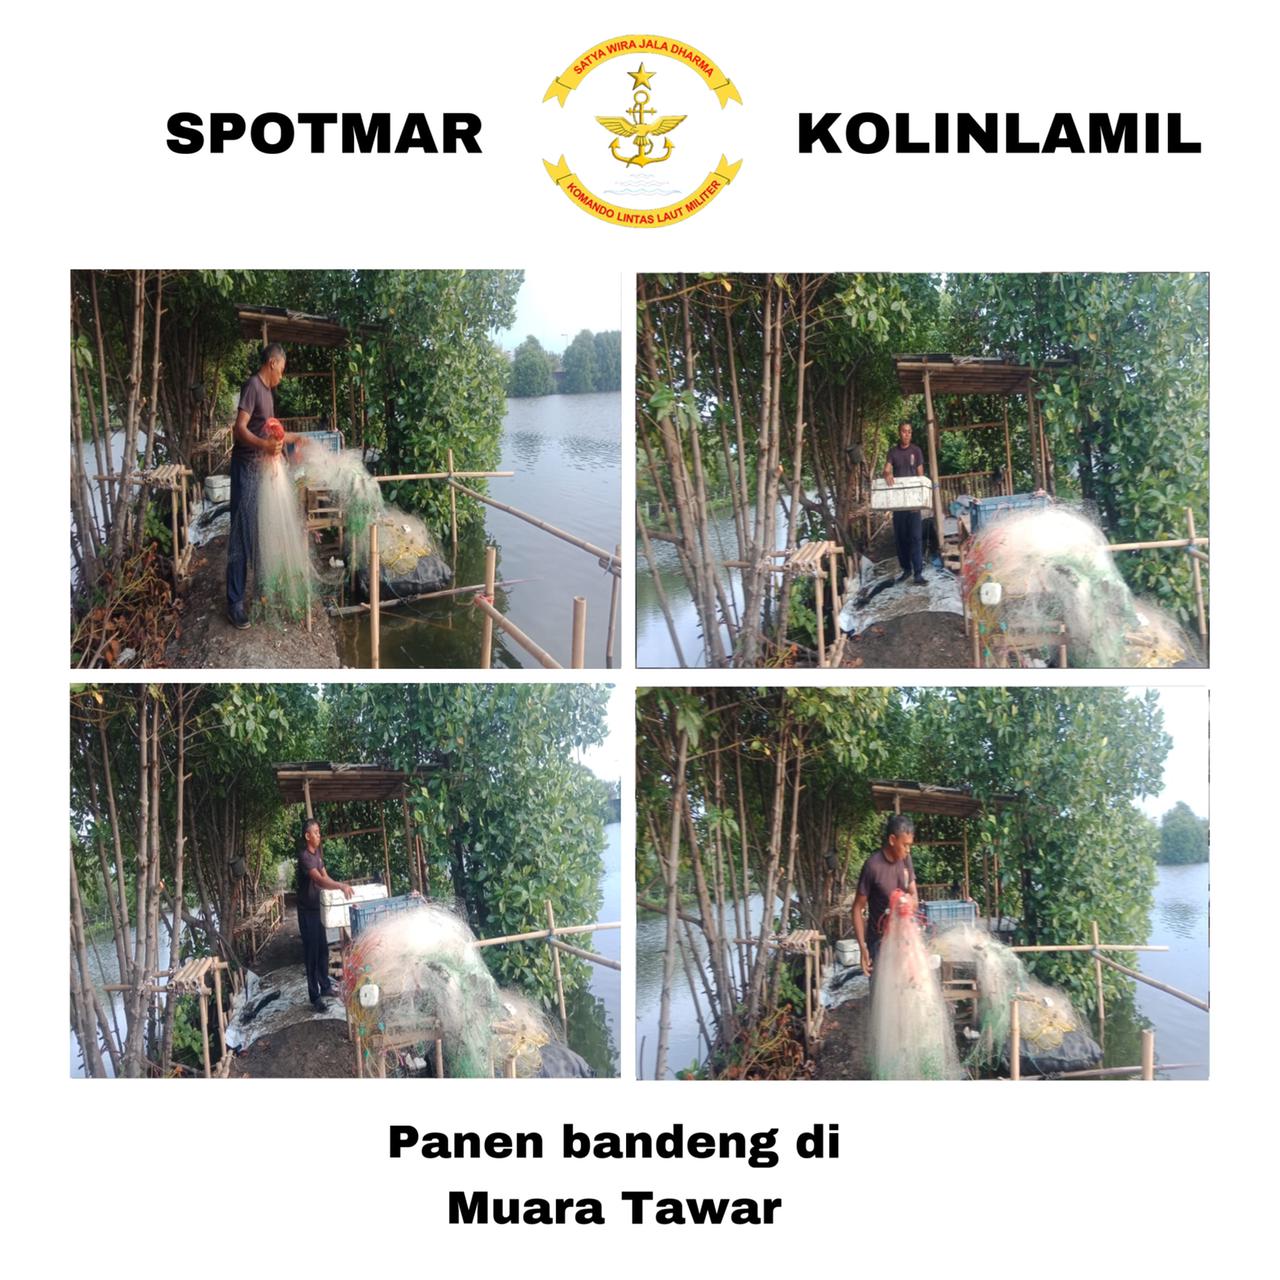 SATYA WIRA JALA DHARMA
SPOTMAR
KOLINLAMIL
KOMANDO LINTAS LAUT MILITER
Panen bandeng di
Muara Tawar